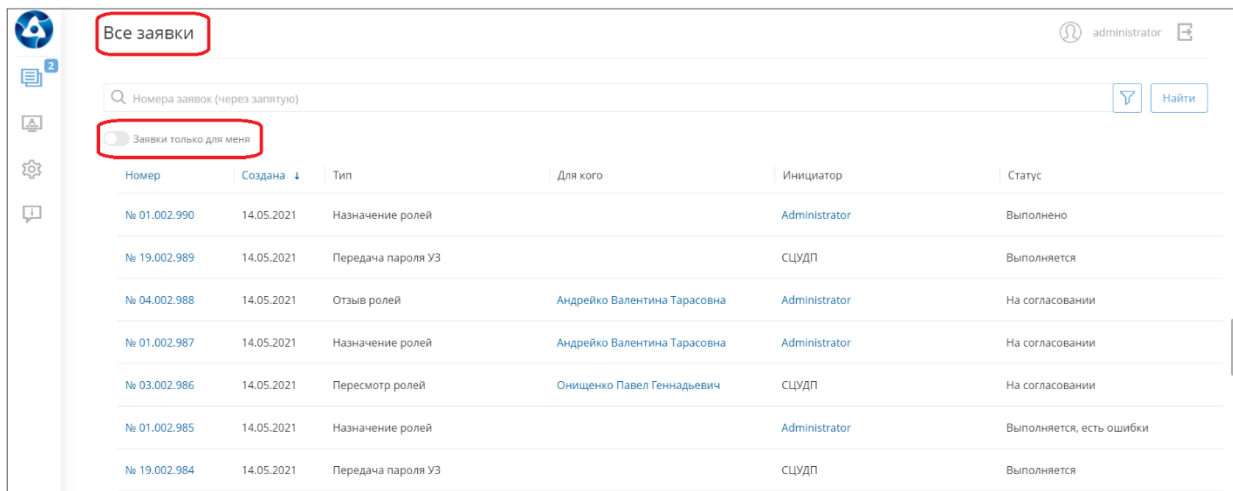 Все заявки
administrator
2
Номера заявок (через запятую)
Найти
Заявки только для меня
Номер Создана ↓ Тип Для кого Инициатор Статус
№ 01.002.990 14.05.2021 Назначение ролей Administrator Выполнено
№ 19.002.989 14.05.2021 Передача пароля УЗ СЦУДП Выполняется
№ 04.002.988 14.05.2021 Отзыв ролей Андрейко Валентина Тарасовна Administrator На согласовании
№ 01.002.987 14.05.2021 Назначение ролей Андрейко Валентина Тарасовна Administrator На согласовании
№ 03.002.986 14.05.2021 Пересмотр ролей Онищенко Павел Геннадьевич СЦУДП На согласовании
№ 01.002.985 14.05.2021 Назначение ролей Administrator Выполняется, есть ошибки
№ 19.002.984 14.05.2021 Передача пароля УЗ СЦУДП Выполняется